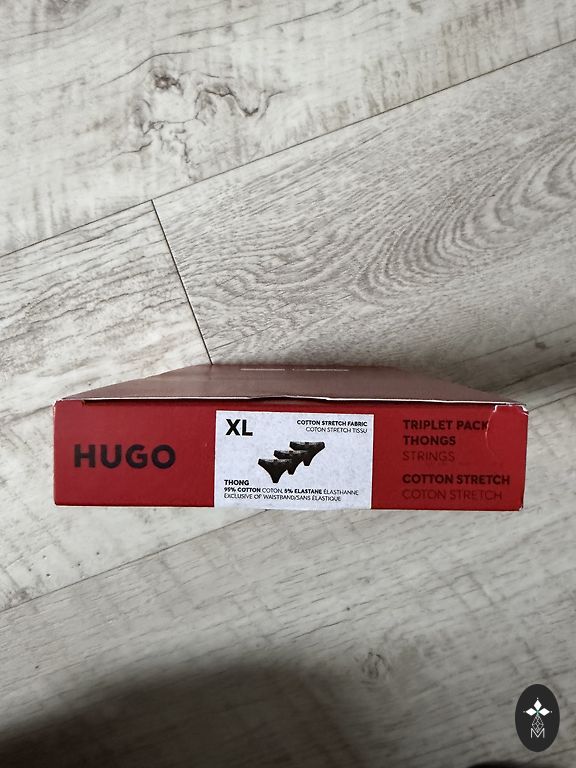 HUGO
XL
COTTON STRETCH FABRIC
COTON STRETCH TISSU
THONG
95% COTTON COTON, 5% ELASTANE ÉLASTHANNE
EXCLUSIVE OF WAISTBAND/SANS ÉLASTIQUE
TRIPLET PACK
THONGS
STRINGS
COTTON STRETCH
COTON STRETCH
M